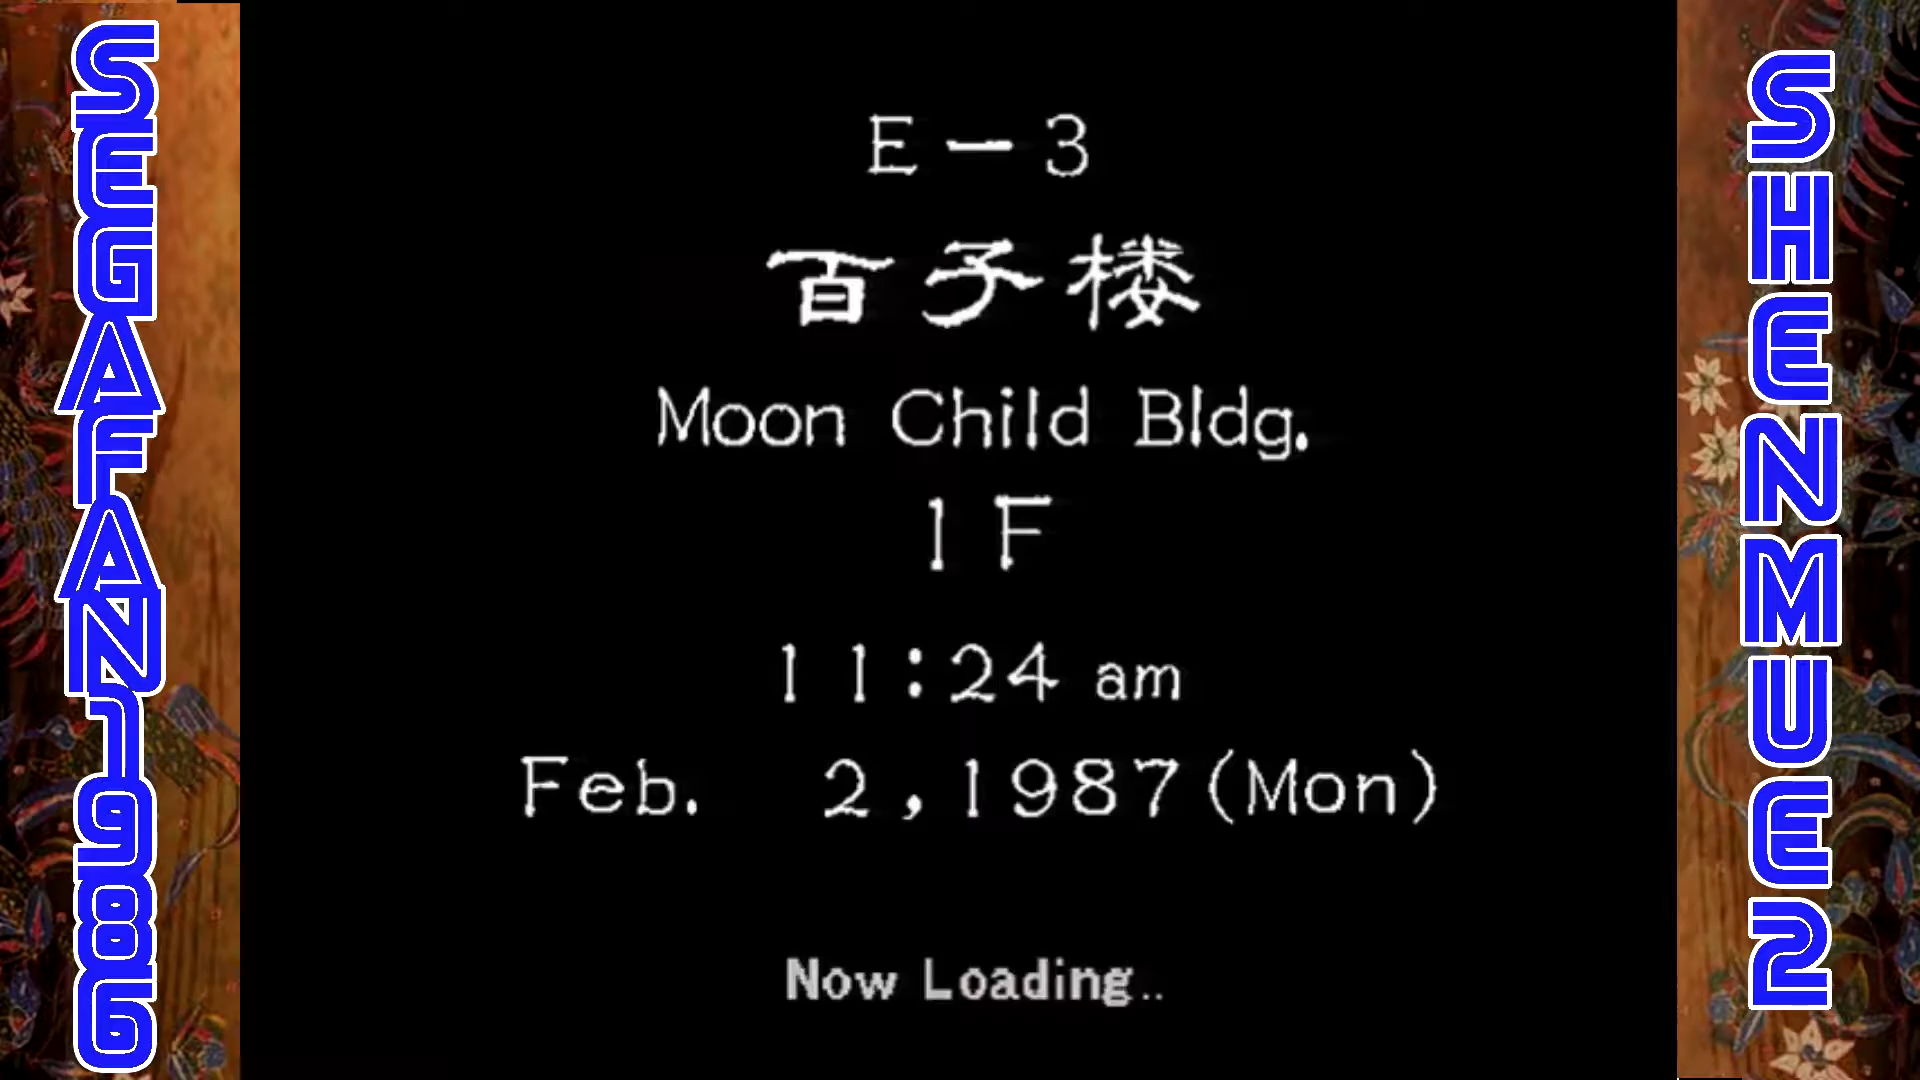 SEGAFAN1986
E－3
百子楼
Moon Child Bldg.
1F
11:24 am
Feb. 2,1987(Mon)
Now Loading..
SHENMUE2